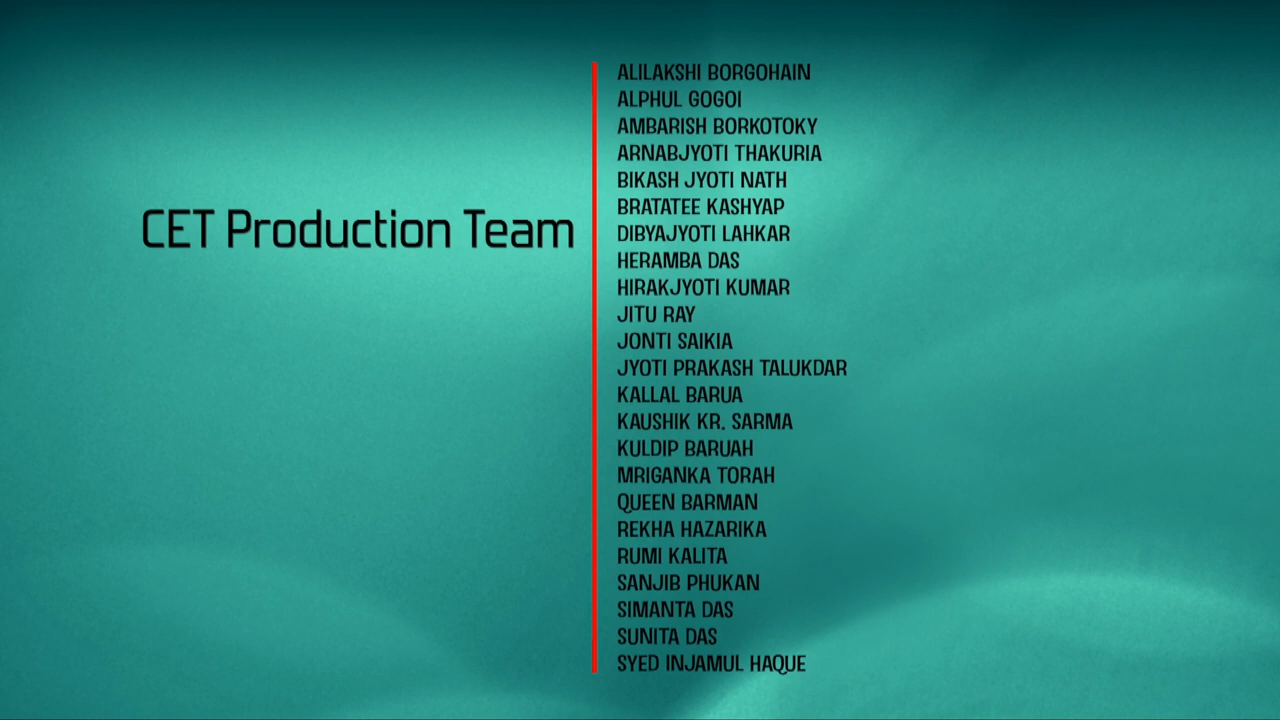 CET Production Team
ALILAKSHI BORGOHAIN
ALPHUL GOGOI
AMBARISH BORKOTOKY
ARNABJYOTI THAKURIA
BIKASH JYOTI NATH
BRATATEE KASHYAP
DIBYAJYOTI LAHKAR
HERAMBA DAS
HIRAKJYOTI KUMAR
JITU RAY
JONTI SAIKIA
JYOTI PRAKASH TALUKDAR
KALLAL BARUA
KAUSHIK KR. SARMA
KULDIP BARUAH
MRIGANKA TORAH
QUEEN BARMAN
REKHA HAZARIKA
RUMI KALITA
SANJIB PHUKAN
SIMANTA DAS
SUNITA DAS
SYED INJAMUL HAQUE